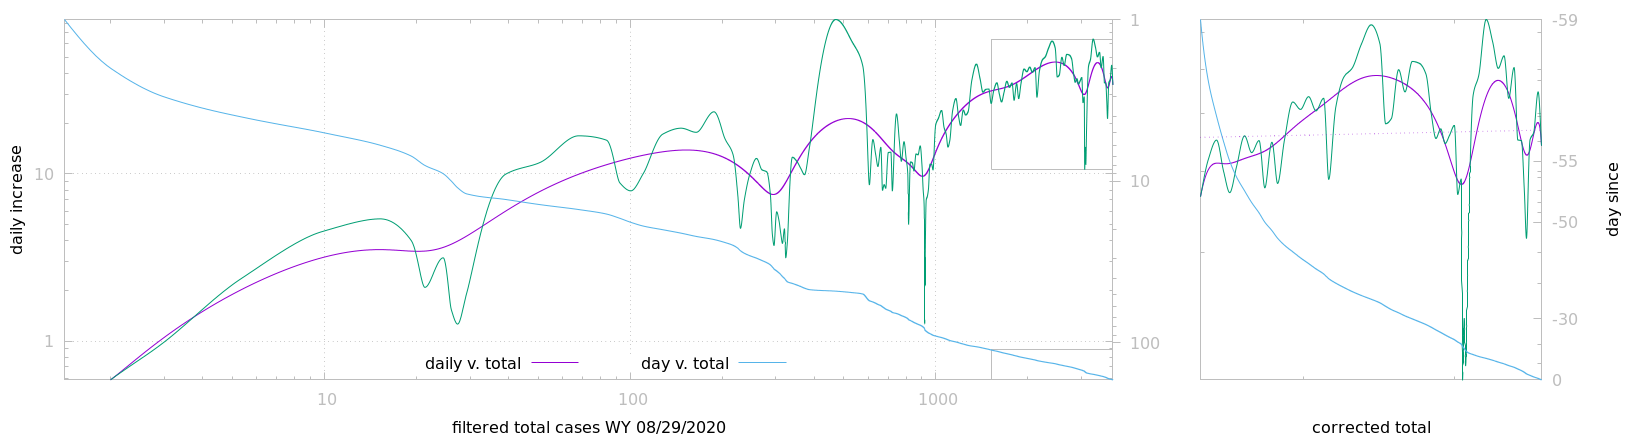 daily increase
10
1
daily v. total
day v. total
10
100
1000
filtered total cases WY 08/29/2020
1
10
100
-59
-55
-50
-30
0
day since
corrected total